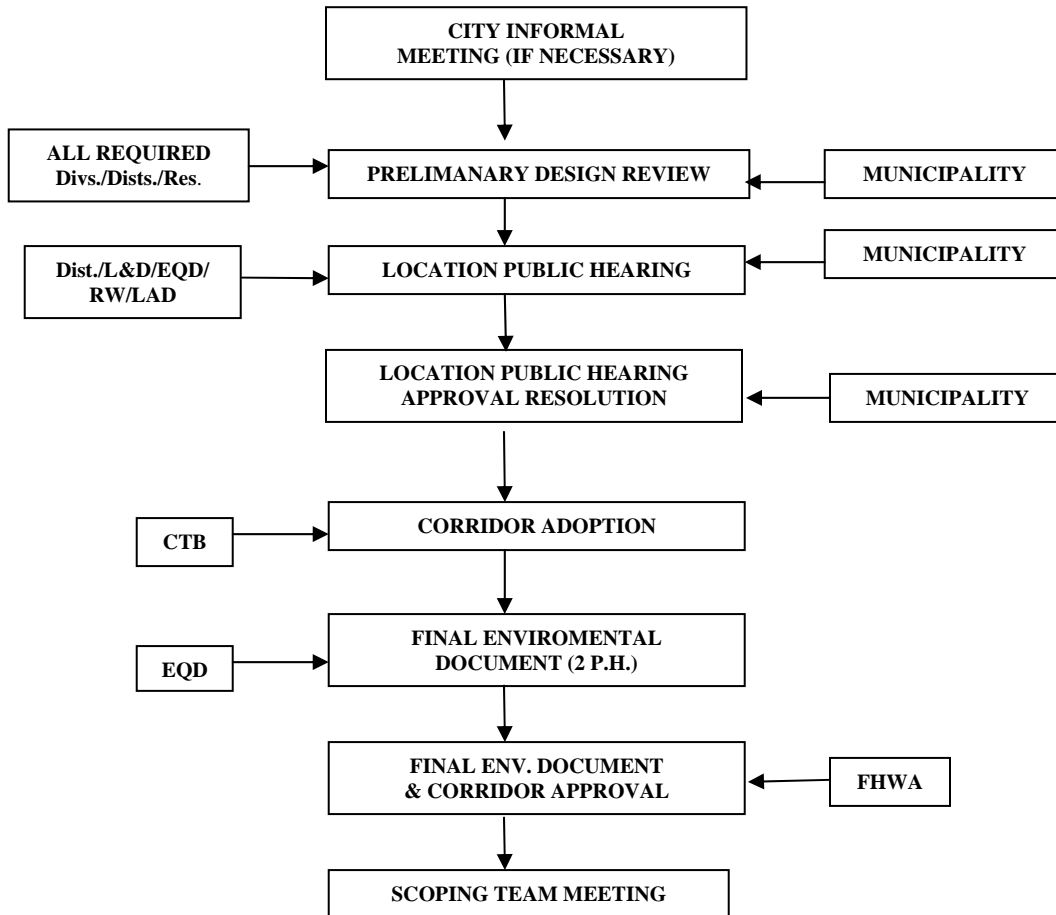 CITY INFORMAL
MEETING (IF NECESSARY)
ALL REQUIRED
Divs./Dists./Res.
PRELIMANARY DESIGN REVIEW
MUNICIPALITY
Dist./L&D/EQD/
RW/LAD
LOCATION PUBLIC HEARING
MUNICIPALITY
LOCATION PUBLIC HEARING
APPROVAL RESOLUTION
MUNICIPALITY
CTB
CORRIDOR ADOPTION
EQD
FINAL ENVIROMENTAL
DOCUMENT (2 P.H.)
FINAL ENV. DOCUMENT
& CORRIDOR APPROVAL
FHWA
SCOPING TEAM MEETING